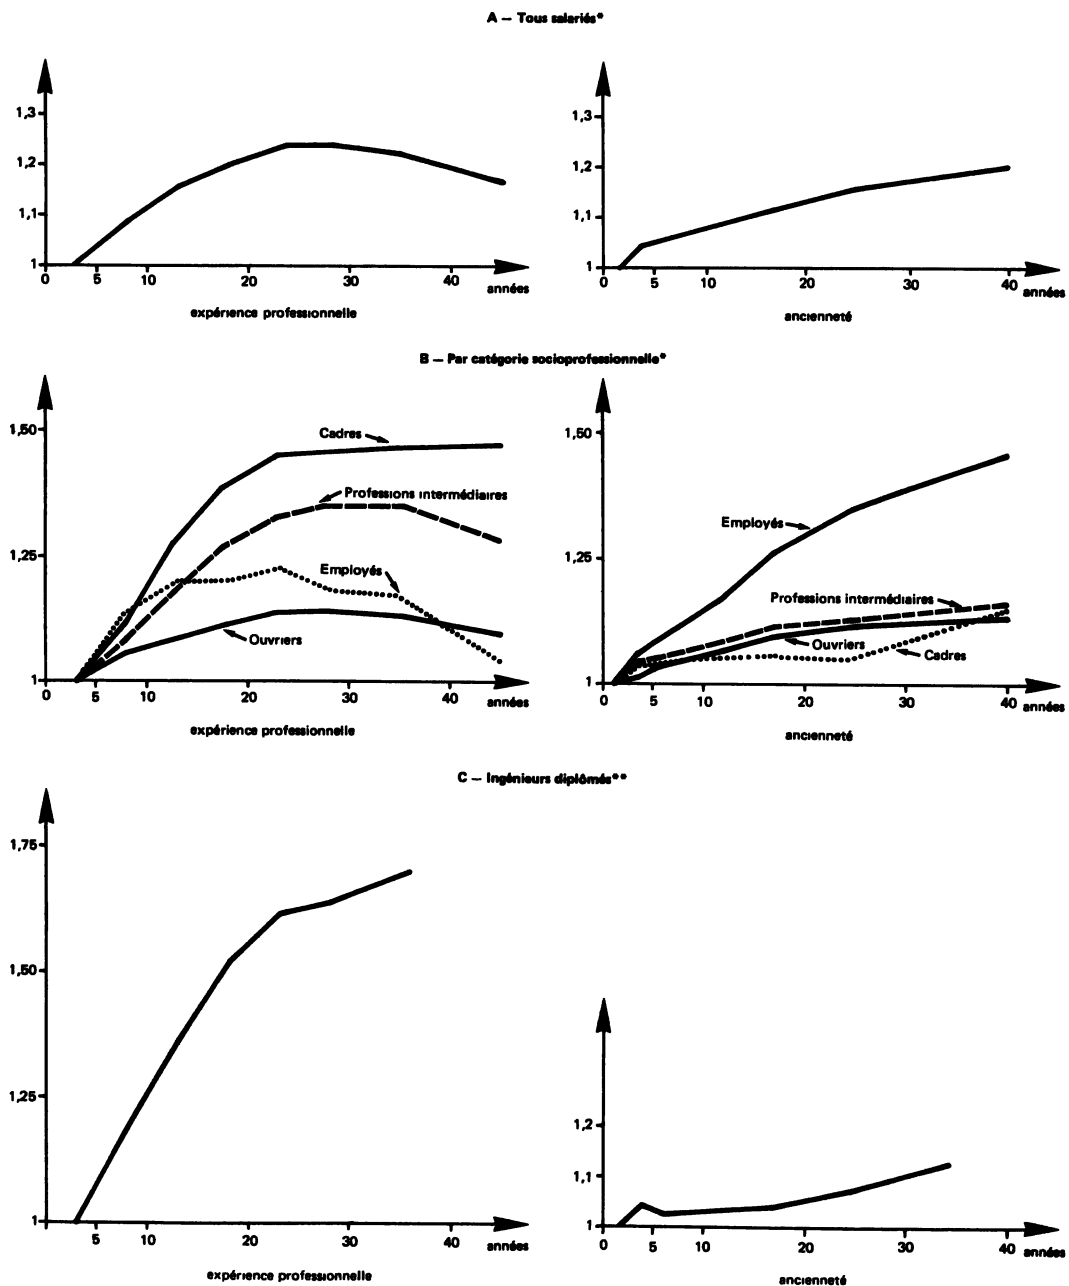 A — Tous salariés*
1,3
1,2
1,1
1
0 5 10 20 30 40 années
expérience professionnelle
1,3
1,2
1,1
1
0 5 10 20 30 40 années
ancienneté
B — Par catégorie socioprofessionnelle*
1,50
1,25
1
Cadres
Professions intermédiaires
Employés
Ouvriers
0 5 10 20 30 40 années
expérience professionnelle
1,50
1,25
1
Employés
Professions intermédiaires
Ouvriers
Cadres
0 5 10 20 30 40 années
ancienneté
C — Ingénieurs diplômés**
1,75
1,50
1,25
1
0 5 10 20 30 40 années
expérience professionnelle
1,2
1,1
1
0 5 10 20 30 40 années
ancienneté